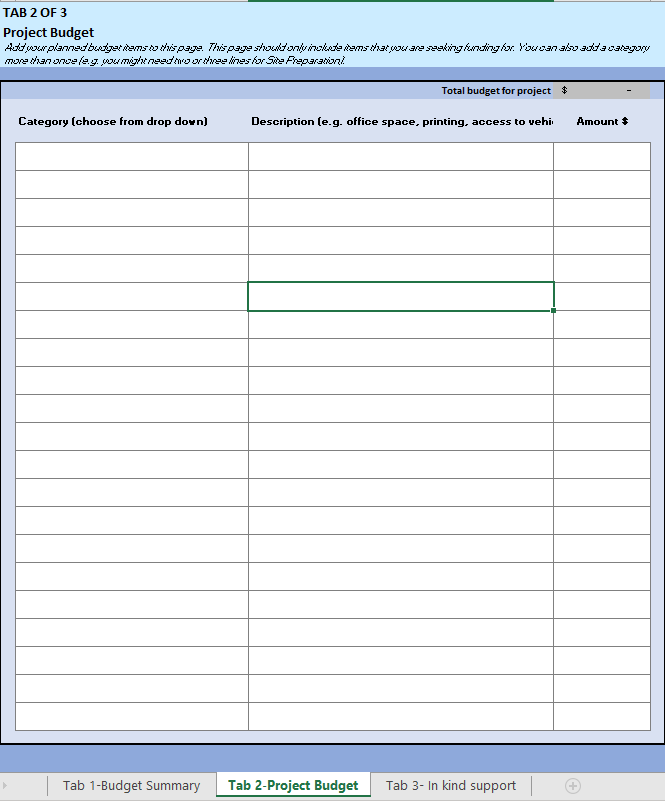 TAB 2 OF 3
Project Budget
Add your planned budget items to this page. This page should only include items that you are seeking funding for. You can also add a category
more than once (e.g. you might need two or three lines for Site Preparation).
Total budget for project $ -
Category (choose from drop down) Description (e.g. office space, printing, access to vehi Amount $
Tab 1-Budget Summary Tab 2-Project Budget Tab 3- In kind support